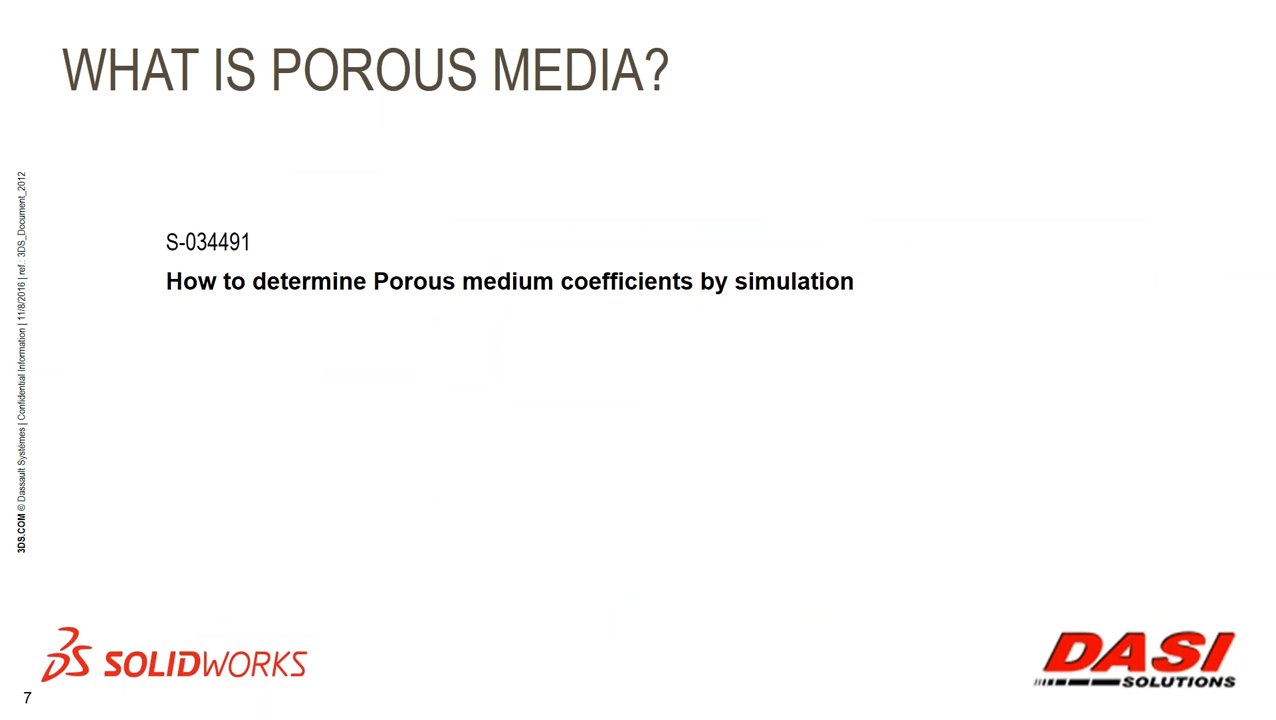 WHAT IS POROUS MEDIA?
3DS.COM © Dassault Systèmes | Confidential Information | 11/8/2016 | ref.: 3DS_Document_2012
S-034491
How to determine Porous medium coefficients by simulation
3DS SOLIDWORKS
DASI
SOLUTIONS
7